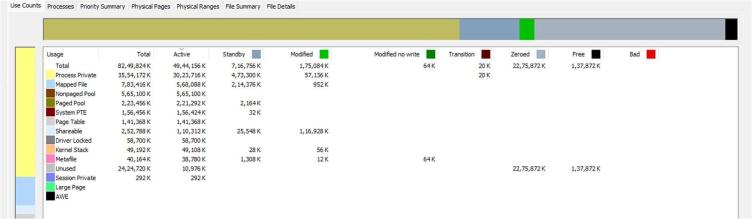 Use Counts Processes Priority Summary Physical Pages Physical Ranges File Summary File Details
Usage Total Active Standby Modified Modified no write Transition Zeroed Free Bad
Total 82,49,824 K 49,44,156 K 7,16,756 K 1,75,084 K 64 K 20 K 22,75,872 K 1,37,872 K
Process Private 35,54,172 K 30,23,716 K 4,73,300 K 57,136 K 20 K
Mapped File 7,83,416 K 5,68,088 K 2,14,376 K 952 K
Nonpaged Pool 5,65,100 K 5,65,100 K
Paged Pool 2,23,456 K 2,21,292 K 2,164 K
System PTE 1,56,456 K 1,56,424 K 32 K
Page Table 1,41,368 K 1,41,368 K
Shareable 2,52,788 K 1,10,312 K 25,548 K 1,16,928 K
Driver Locked 58,700 K 58,700 K
Kernel Stack 49,192 K 49,108 K 28 K 56 K
Metafile 40,164 K 38,780 K 1,308 K 12 K 64 K
Unused 24,24,720 K 10,976 K 22,75,872 K 1,37,872 K
Session Private 292 K 292 K
Large Page
AWE